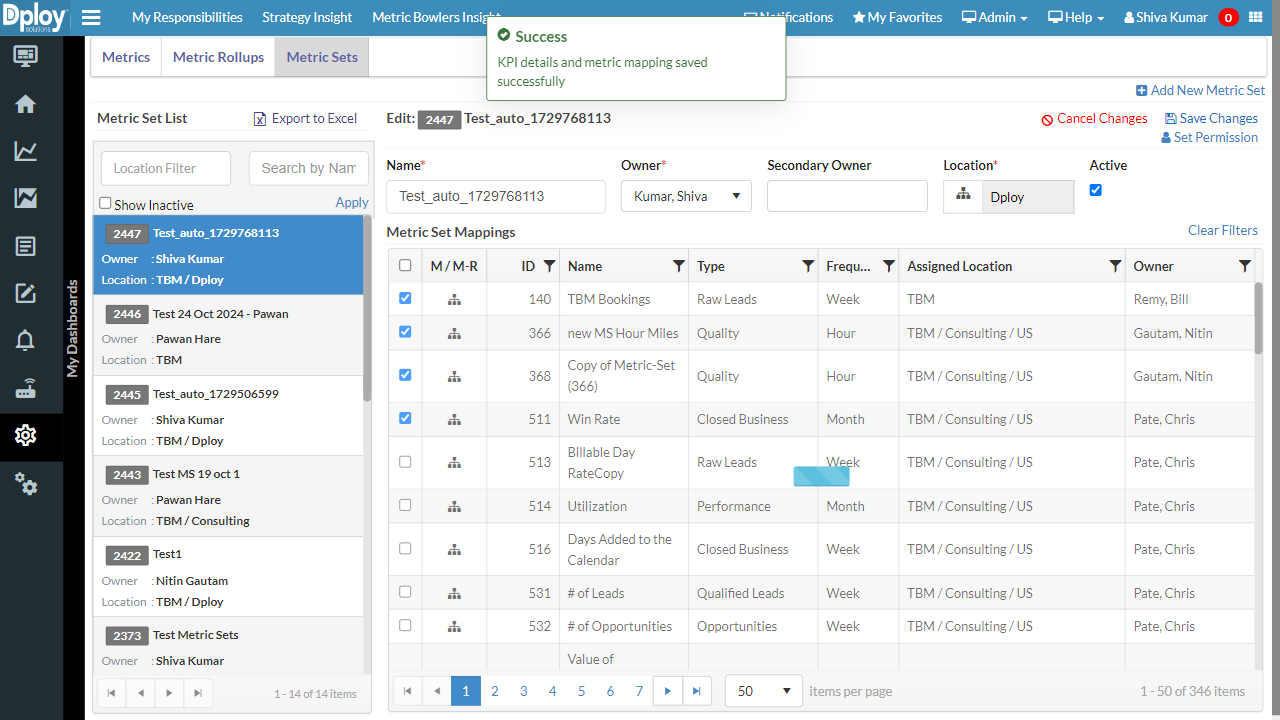 Dploy
solutions
My Responsibilities Strategy Insight Metric Bowlers Insight Notifications My Favorites Admin Help Shiva Kumar 0
Success
KPI details and metric mapping saved
successfully
Metrics Metric Rollups Metric Sets
Add New Metric Set
Metric Set List Export to Excel
Edit: 2447 Test_auto_1729768113 Cancel Changes Save Changes
Set Permission
My Dashboards
Location Filter Search by Nam
Show Inactive Apply
2447 Test_auto_1729768113
Owner : Shiva Kumar
Location : TBM / Dploy
2446 Test 24 Oct 2024 - Pawan
Owner : Pawan Hare
Location : TBM
2445 Test_auto_1729506599
Owner : Shiva Kumar
Location : TBM / Dploy
2443 Test MS 19 oct 1
Owner : Pawan Hare
Location : TBM / Consulting
2422 Test1
Owner : Nitin Gautam
Location : TBM / Dploy
2373 Test Metric Sets
Owner : Shiva Kumar
1 - 14 of 14 items
Name* Owner* Secondary Owner Location* Active
Test_auto_1729768113 Kumar, Shiva Dploy
Metric Set Mappings Clear Filters
M / M-R ID Name Type Frequ... Assigned Location Owner
140 TBM Bookings Raw Leads Week TBM Remy, Bill
366 new MS Hour Miles Quality Hour TBM / Consulting / US Gautam, Nitin
368 Copy of Metric-Set (366) Quality Hour TBM / Consulting / US Gautam, Nitin
511 Win Rate Closed Business Month TBM / Consulting / US Pate, Chris
513 Billable Day RateCopy Raw Leads Week TBM / Consulting / US Pate, Chris
514 Utilization Performance Month TBM / Consulting / US Pate, Chris
516 Days Added to the Calendar Closed Business Week TBM / Consulting / US Pate, Chris
531 # of Leads Qualified Leads Week TBM / Consulting / US Pate, Chris
532 # of Opportunities Opportunities Week TBM / Consulting / US Pate, Chris
Value of
1 2 3 4 5 6 7 50 items per page 1 - 50 of 346 items